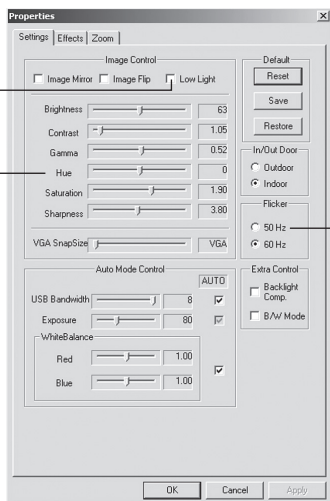 Properties
Settings Effects Zoom
Image Control
Image Mirror Image Flip Low Light
Brightness 63
Contrast 1.05
Gamma 0.52
Hue 0
Saturation 1.90
Sharpness 3.80
VGA SnapSize VGA
Auto Mode Control
AUTO
USB Bandwidth 8
Exposure 80
WhiteBalance
Red 1.00
Blue 1.00
Default
Reset
Save
Restore
In/Out Door
Outdoor
Indoor
Flicker
50 Hz
60 Hz
Extra Control
Backlight
Comp.
B/W Mode
OK Cancel Apply